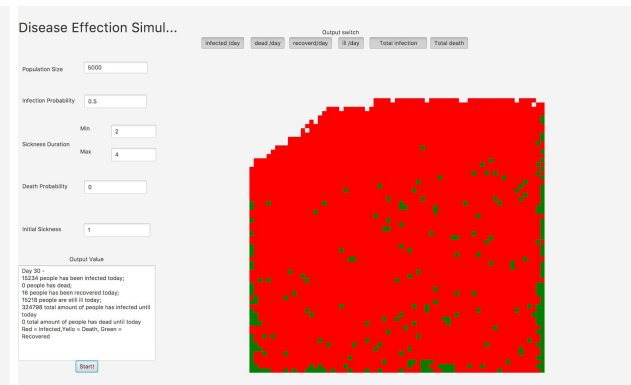 Disease Effection Simul...
Output switch
infected /day
dead /day
recoverd/day
ill /day
Total infection
Total death
Population Size
5000
Infection Probability
0.5
Sickness Duration
Min
2
Max
4
Death Probability
0
Initial Sickness
1
Output Value
Day 30 -
15234 people has been infected today;
0 people has dead;
16 people has been recovered today;
15218 people are still ill today;
324798 total amount of people has infected until
today
0 total amount of people has dead until today
Red = Infected,Yello = Death, Green =
Recovered
Start!